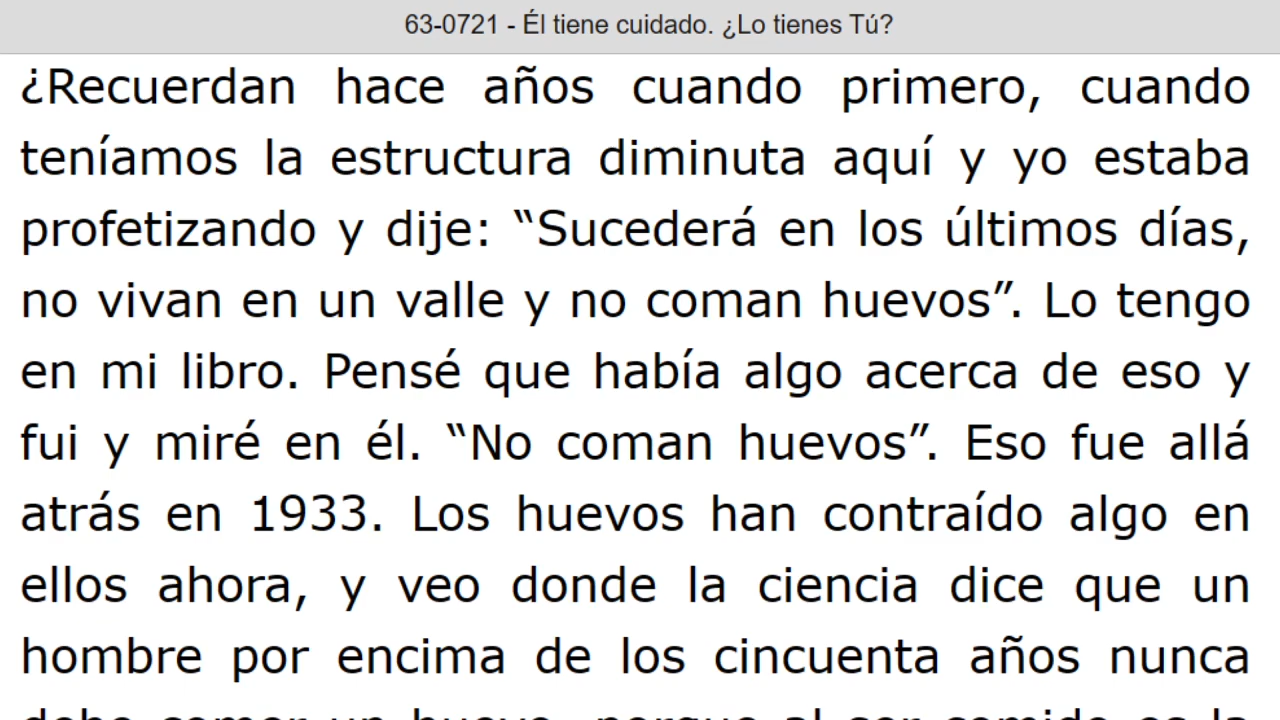 63-0721 - Él tiene cuidado. ¿Lo tienes Tú?
¿Recuerdan hace años cuando primero, cuando
teníamos la estructura diminuta aquí y yo estaba
profetizando y dije: “Sucederá en los últimos días,
no vivan en un valle y no coman huevos”. Lo tengo
en mi libro. Pensé que había algo acerca de eso y
fui y miré en él. “No coman huevos”. Eso fue allá
atrás en 1933. Los huevos han contraído algo en
ellos ahora, y veo donde la ciencia dice que un
hombre por encima de los cincuenta años nunca